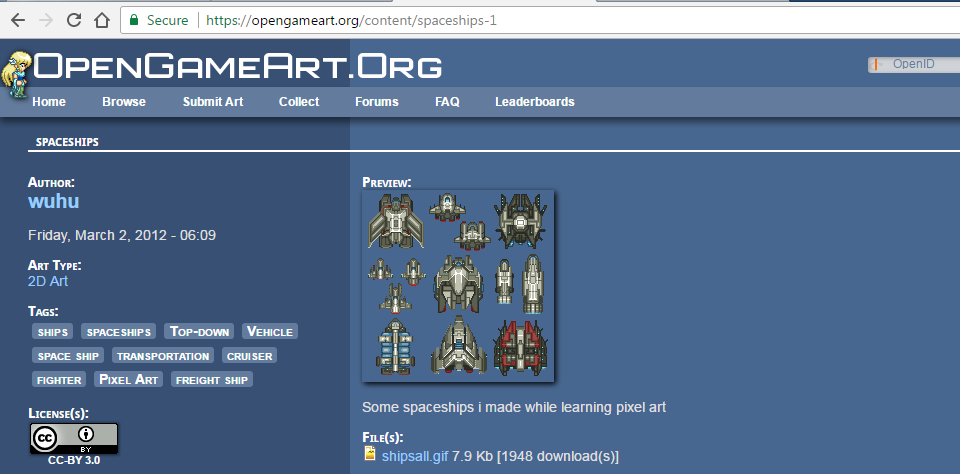 Secure https://opengameart.org/content/spaceships-1
OpenGameArt.Org
OpenID
Home Browse Submit Art Collect Forums FAQ Leaderboards
Spaceships
Author:
wuhu
Friday, March 2, 2012 - 06:09
Art Type:
2D Art
Tags:
ships spaceships Top-down Vehicle
space ship transportation cruiser
fighter Pixel Art freight ship
License(s):
cc BY
CC-BY 3.0
Preview:
Some spaceships i made while learning pixel art
File(s):
shipsall.gif 7.9 Kb [1948 download(s)]